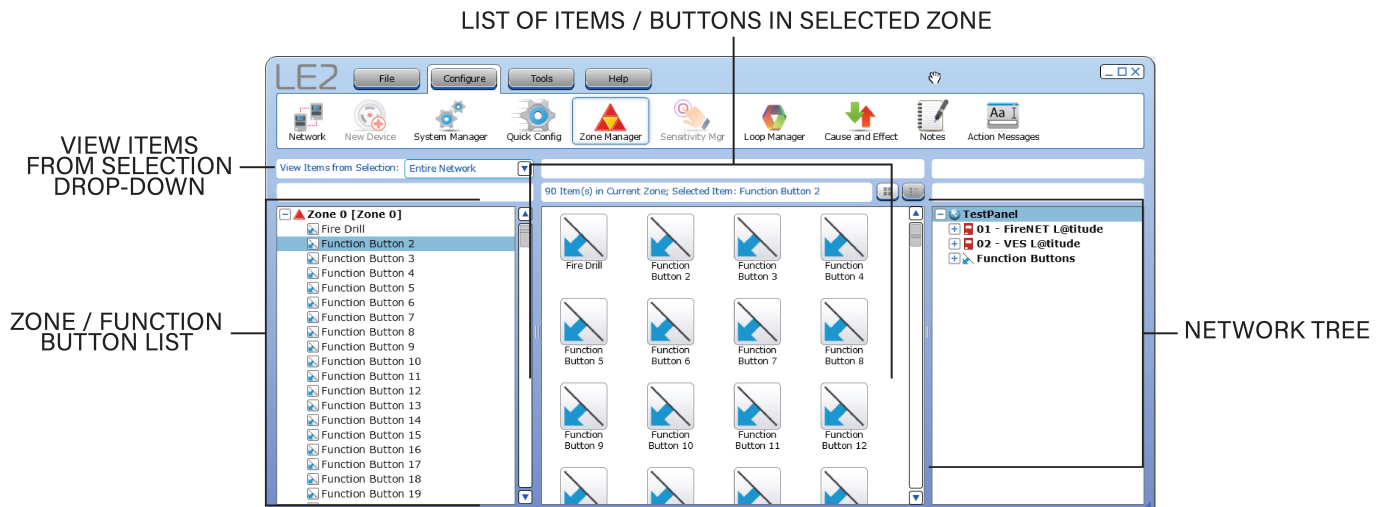 LIST OF ITEMS / BUTTONS IN SELECTED ZONE
LE2
File
Configure
Tools
Help
Network
New Device
System Manager
Quick Config
Zone Manager
Sensitivity Mgr
Loop Manager
Cause and Effect
Aa
Notes
Action Messages
VIEW ITEMS
FROM SELECTION
DROP-DOWN
View Items from Selection:
Entire Network
90 Item(s) in Current Zone; Selected Item: Function Button 2
ZONE / FUNCTION
BUTTON LIST
Zone 0 [Zone 0]
Fire Drill
Function Button 2
Function Button 3
Function Button 4
Function Button 5
Function Button 6
Function Button 7
Function Button 8
Function Button 9
Function Button 10
Function Button 11
Function Button 12
Function Button 13
Function Button 14
Function Button 15
Function Button 16
Function Button 17
Function Button 18
Function Button 19
Fire Drill
Function
Button 2
Function
Button 3
Function
Button 4
Function
Button 5
Function
Button 6
Function
Button 7
Function
Button 8
Function
Button 9
Function
Button 10
Function
Button 11
Function
Button 12
TestPanel
01 - FireNET L@titude
02 - VES L@titude
Function Buttons
NETWORK TREE